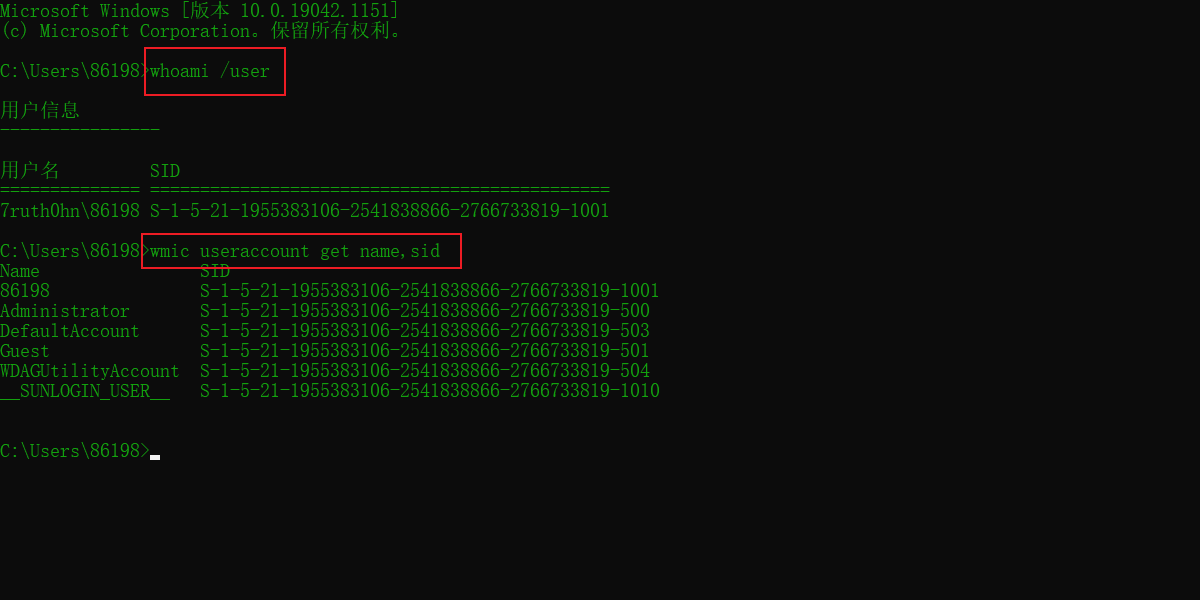 Microsoft Windows [版本 10.0.19042.1151]
(c) Microsoft Corporation。保留所有权利。
C:\Users\86198>whoami /user
用户信息
----------------
用户名 SID
============== ==============================================
7ruth0hn\86198 S-1-5-21-1955383106-2541838866-2766733819-1001
C:\Users\86198>wmic useraccount get name,sid
Name SID
86198 S-1-5-21-1955383106-2541838866-2766733819-1001
Administrator S-1-5-21-1955383106-2541838866-2766733819-500
DefaultAccount S-1-5-21-1955383106-2541838866-2766733819-503
Guest S-1-5-21-1955383106-2541838866-2766733819-501
WDAGUtilityAccount S-1-5-21-1955383106-2541838866-2766733819-504
__SUNLOGIN_USER__ S-1-5-21-1955383106-2541838866-2766733819-1010
C:\Users\86198>